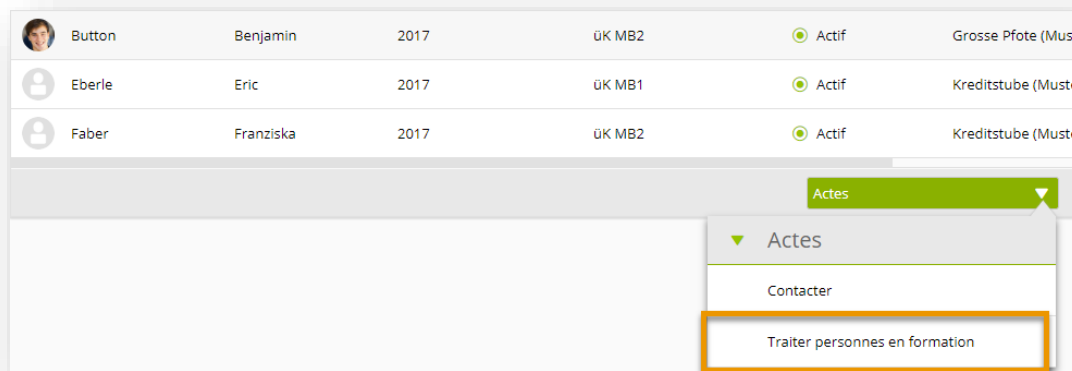 Button Benjamin 2017 üK MB2 Actif Grosse Pfote (Mus
Eberle Eric 2017 üK MB1 Actif Kreditstube (Must
Faber Franziska 2017 üK MB2 Actif Kreditstube (Must
Actes
Actes
Contacter
Traiter personnes en formation